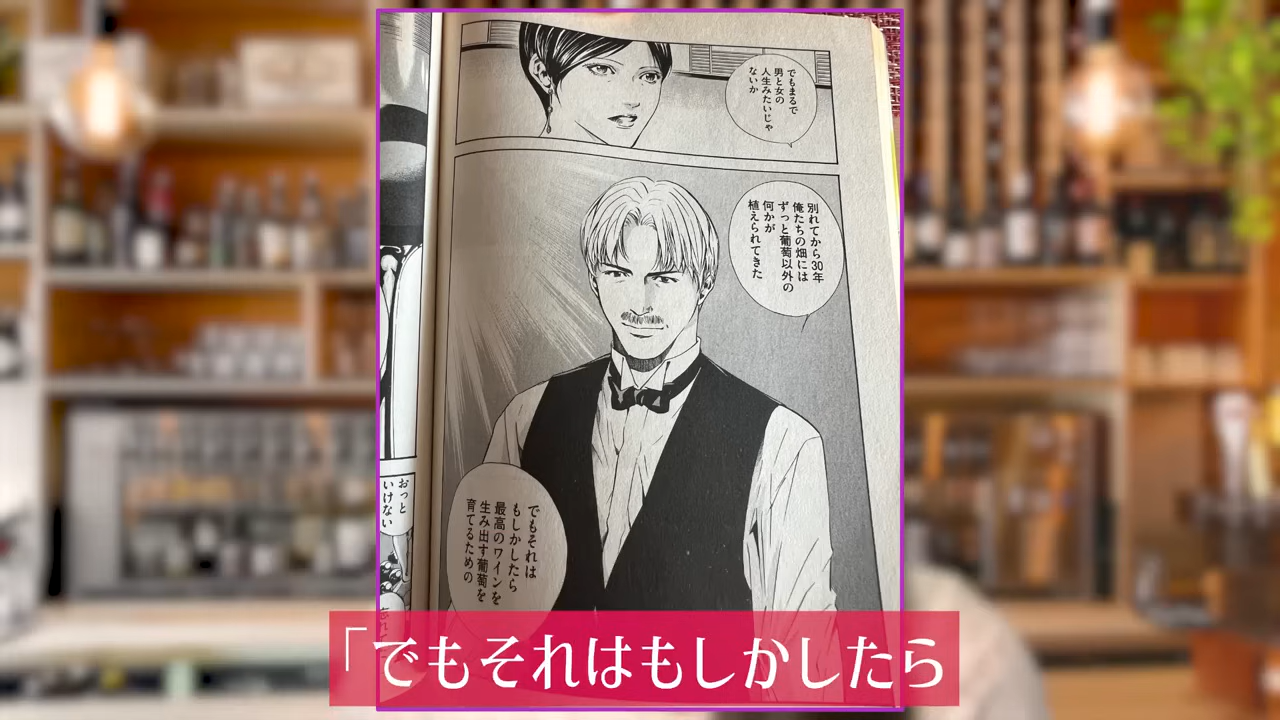 でもまるで
男と女の
人生みたいじゃ
ないか
別れてから30年
俺たちの畑には
ずっと葡萄以外の
何かが
植えられてきた
でもそれは
もしかしたら
最高のワインを
生み出す葡萄を
育てるための
おっと
いけない
「でもそれはもしかしたら